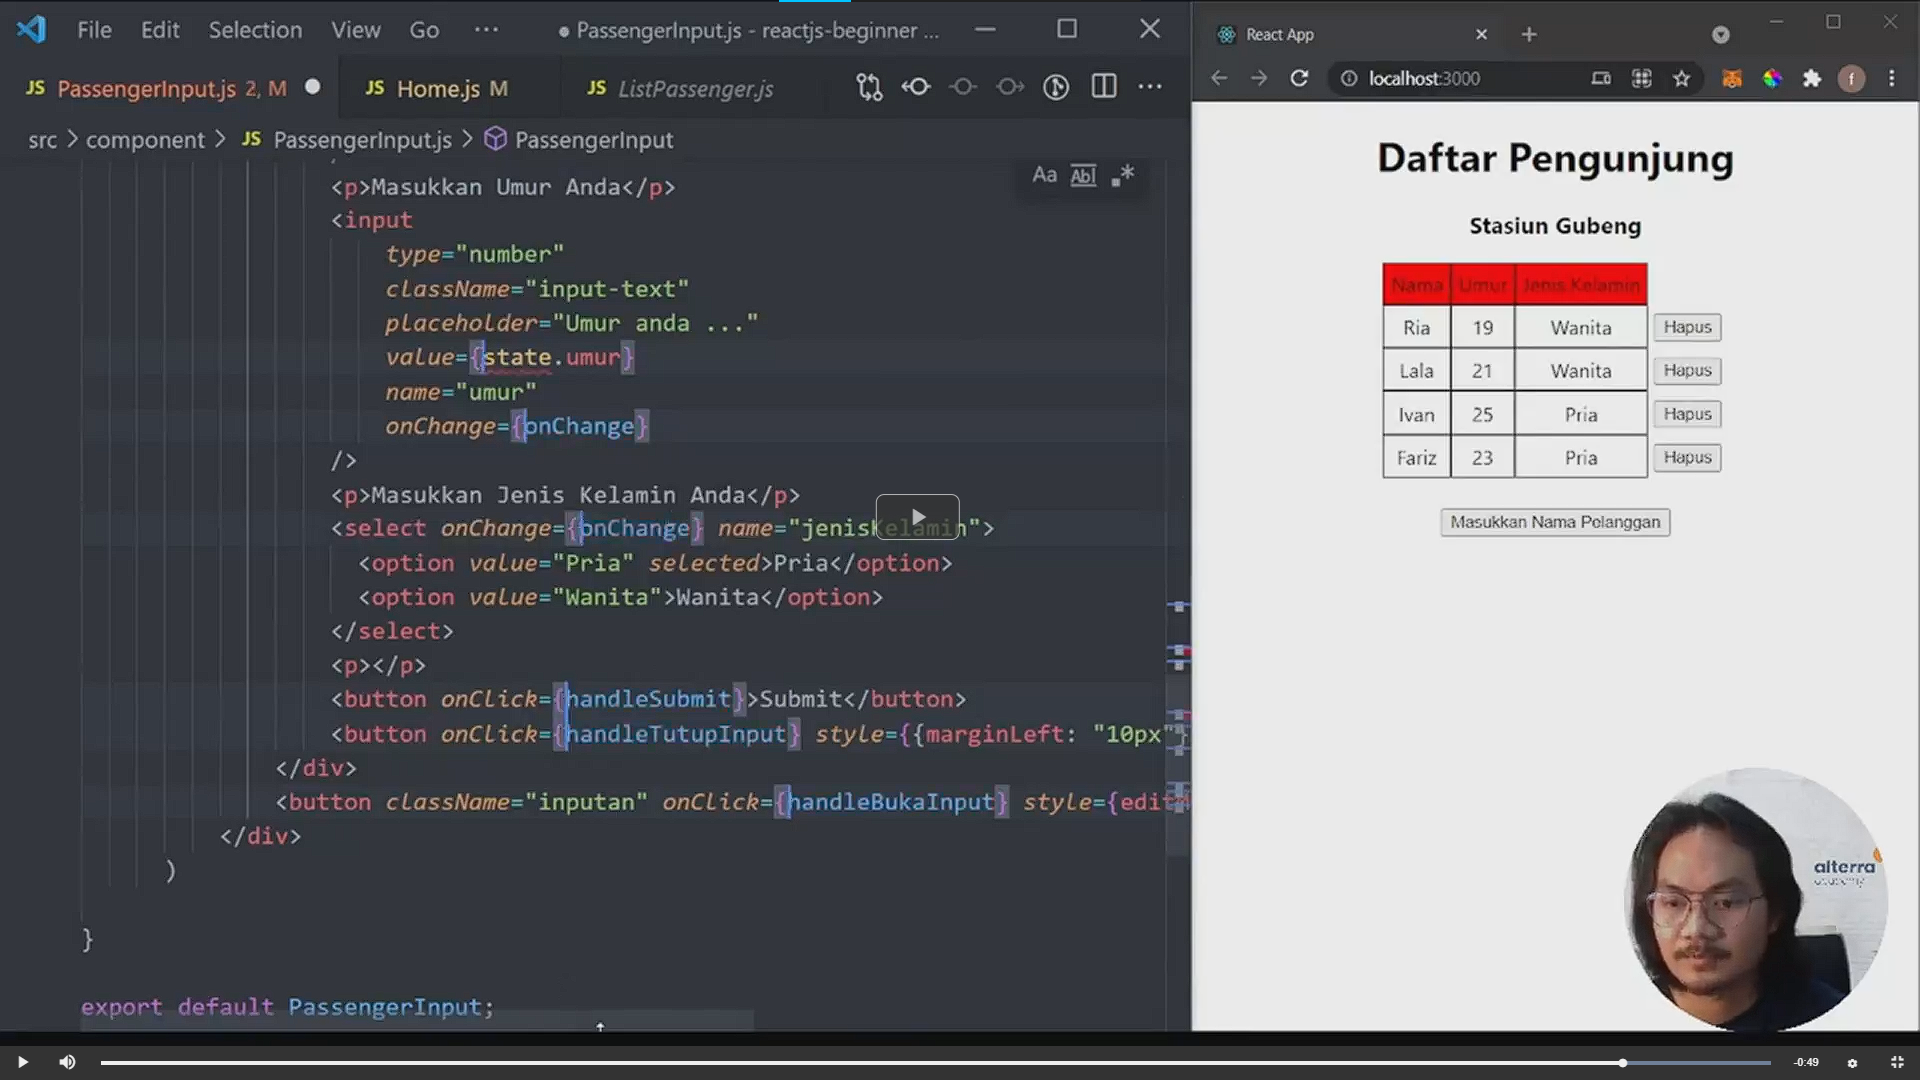 File Edit Selection View Go ··· ● PassengerInput.js - reactjs-beginner ...
JS PassengerInput.js 2, M ● JS Home.js M JS ListPassenger.js
src > component > JS PassengerInput.js > PassengerInput
Aa Abl .*
<p>Masukkan Umur Anda</p>
<input
type="number"
className="input-text"
placeholder="Umur anda ..."
value={state.umur}
name="umur"
onChange={onChange}
/>
<p>Masukkan Jenis Kelamin Anda</p>
<select onChange={onChange} name="jenisKelamin">
<option value="Pria" selected>Pria</option>
<option value="Wanita">Wanita</option>
</select>
<p></p>
<button onClick={handleSubmit}>Submit</button>
<button onClick={handleTutupInput} style={{marginLeft: "10px"}
</div>
<button className="inputan" onClick={handleBukaInput} style={edit
</div>
)
}
export default PassengerInput;
React App
localhost:3000
f
Daftar Pengunjung
Stasiun Gubeng
Nama Umur Jenis Kelamin
Ria 19 Wanita Hapus
Lala 21 Wanita Hapus
Ivan 25 Pria Hapus
Fariz 23 Pria Hapus
Masukkan Nama Pelanggan
alterra
academy
-0:49